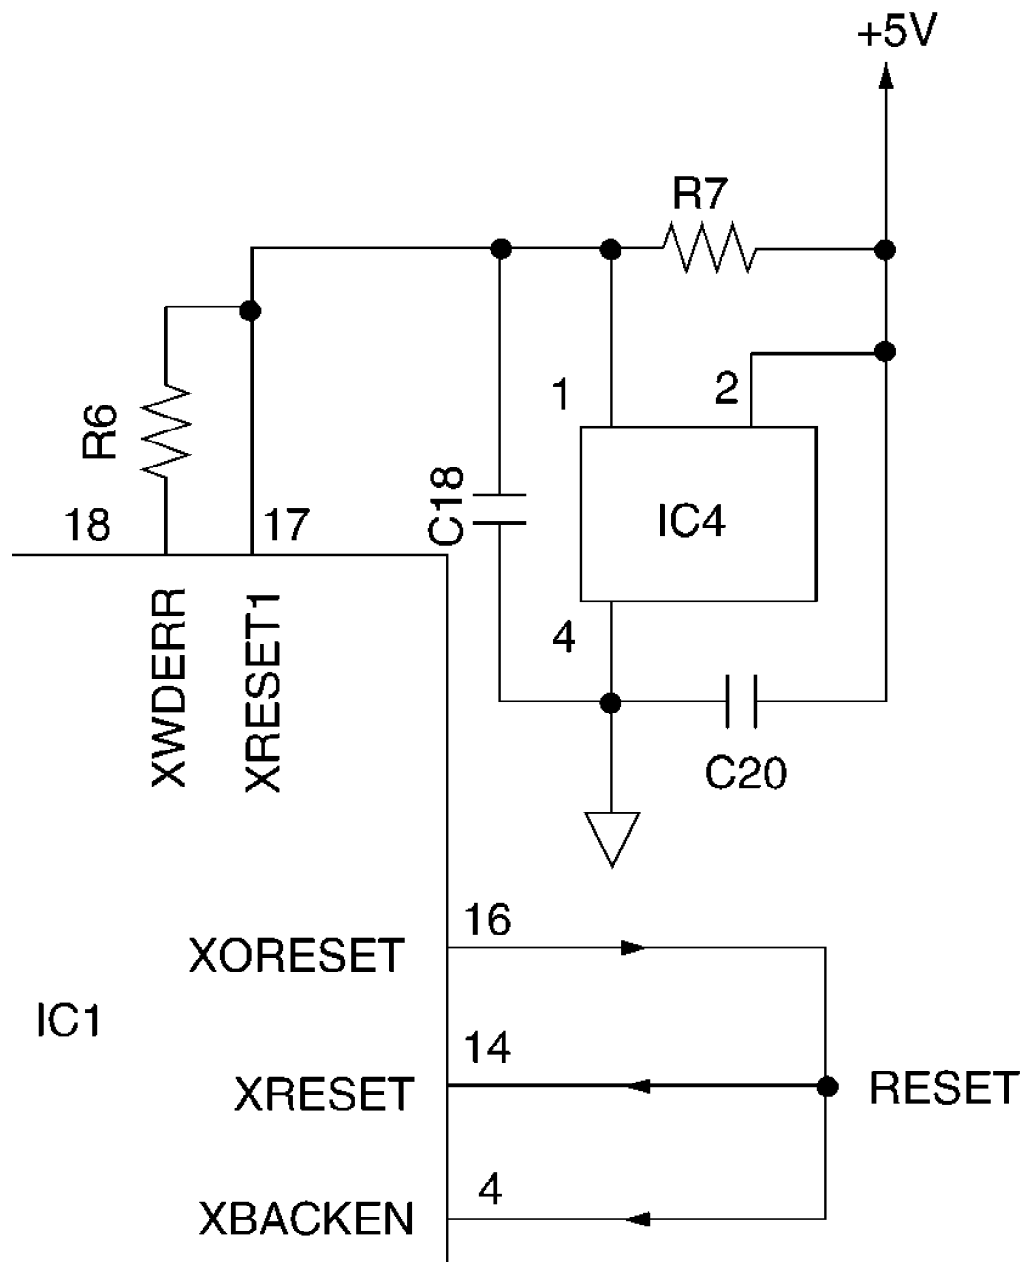 +5V
R7
1
2
R6
C18
IC4
18
17
4
XWDERR
XRESET1
C20
16
XORESET
IC1
14
XRESET
RESET
4
XBACKEN